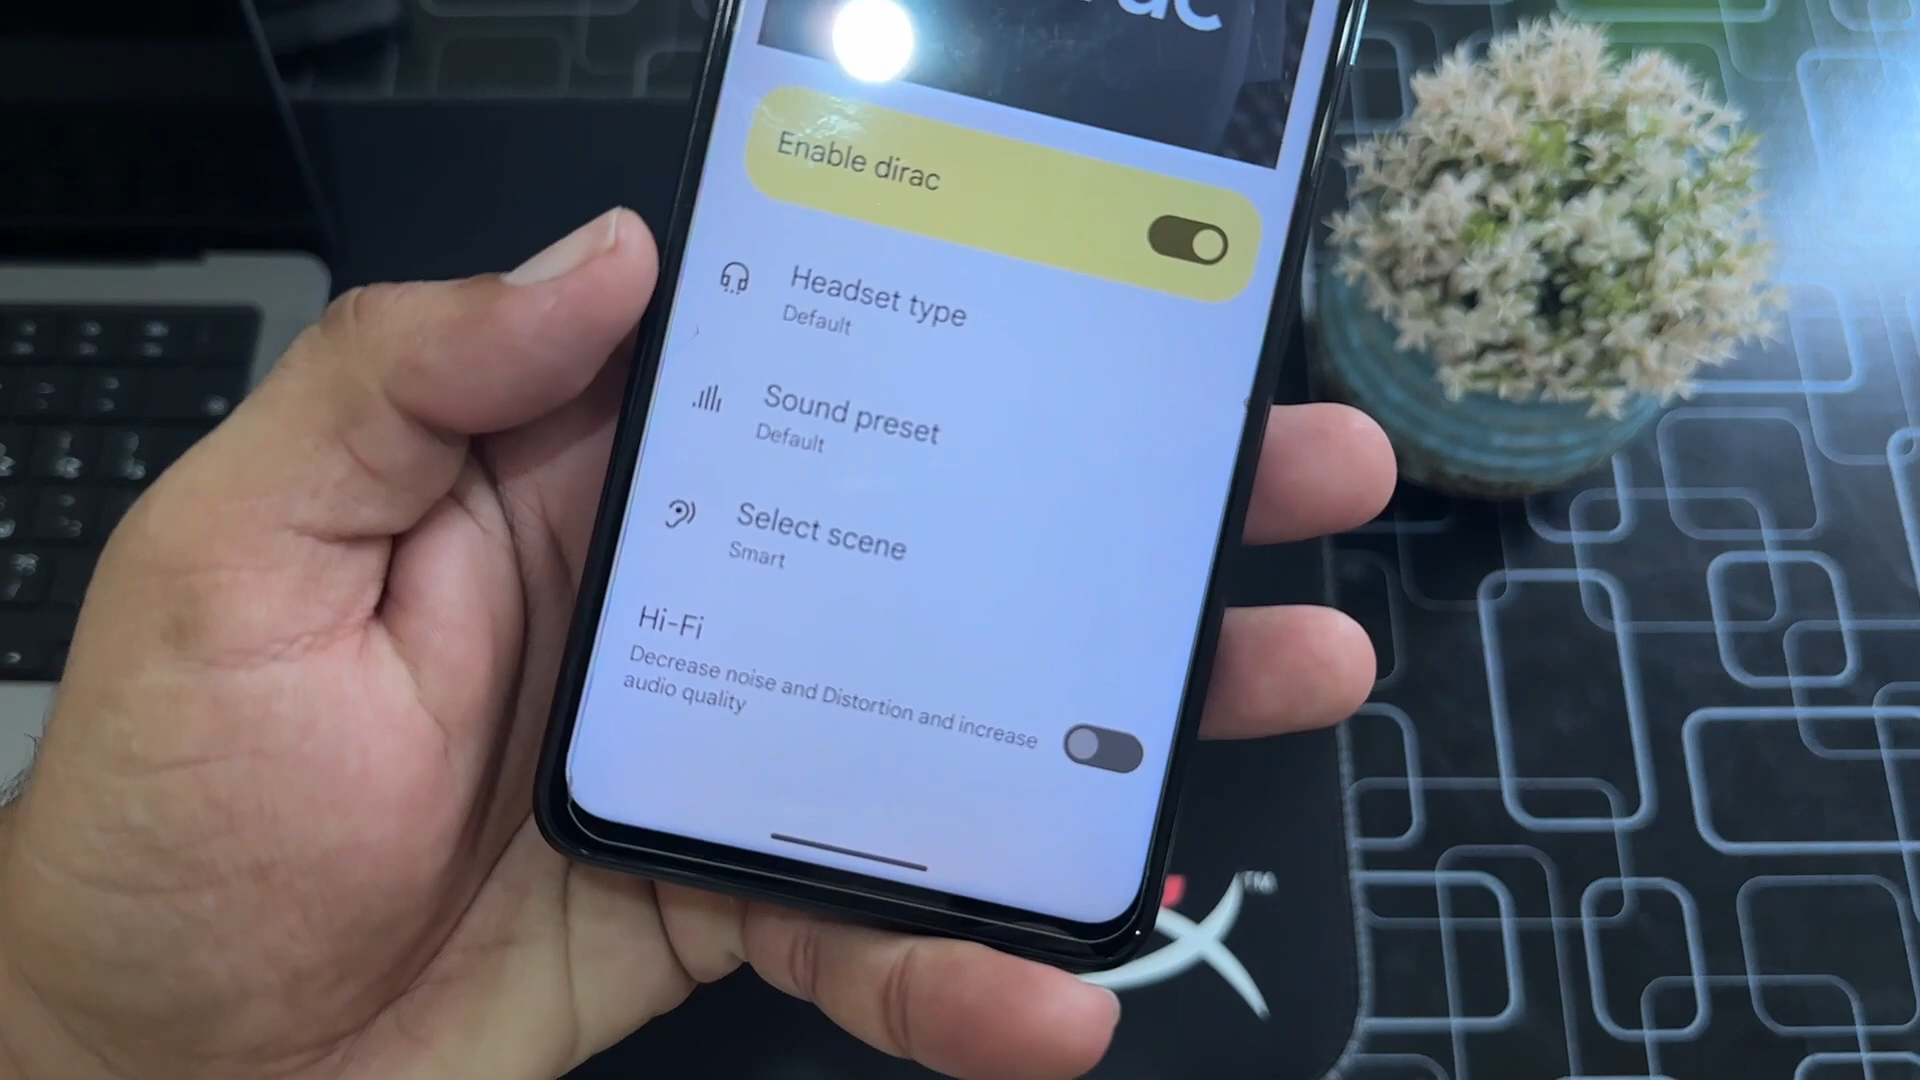 Enable dirac
Headset type
Default
Sound preset
Default
Select scene
Smart
Hi-Fi
Decrease noise and Distortion and increase
audio quality
TM